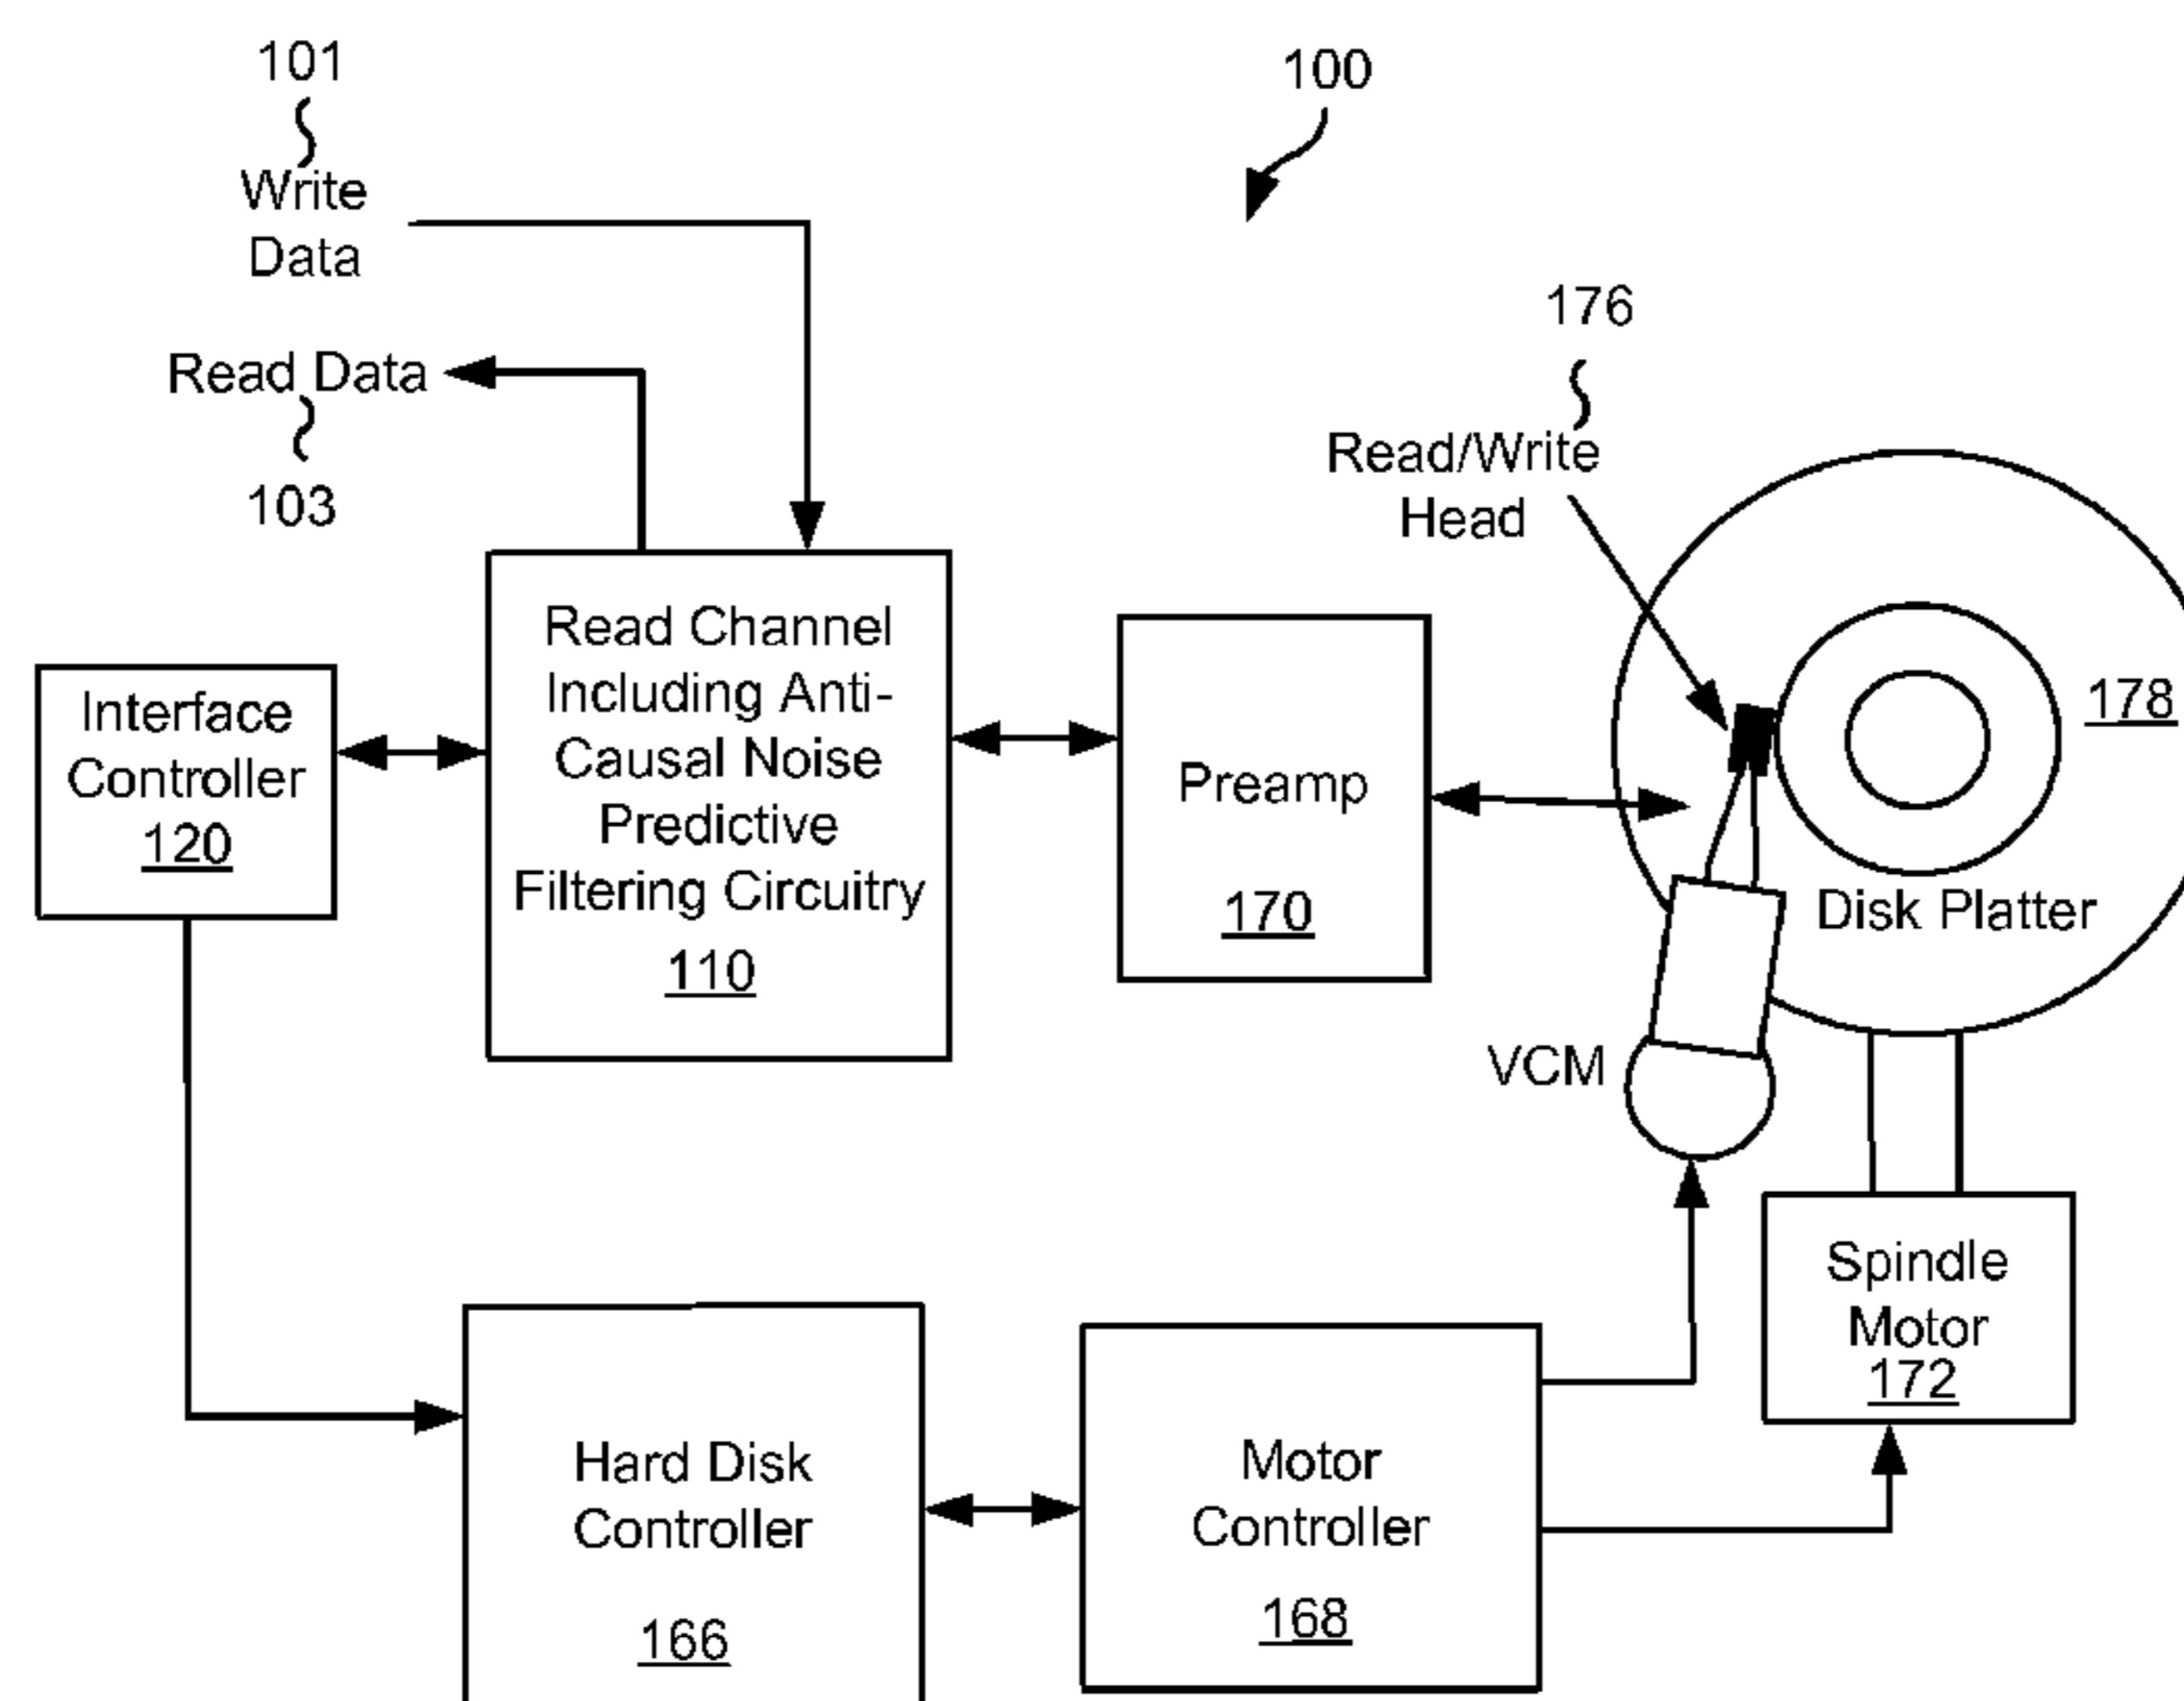 101
Write
Data
100
Read Data
103
176
Read/Write
Head
Read Channel
Including Anti-
Causal Noise
Predictive
Filtering Circuitry
110
Interface
Controller
120
Preamp
170
178
Disk Platter
VCM
Spindle
Motor
172
Hard Disk
Controller
166
Motor
Controller
168